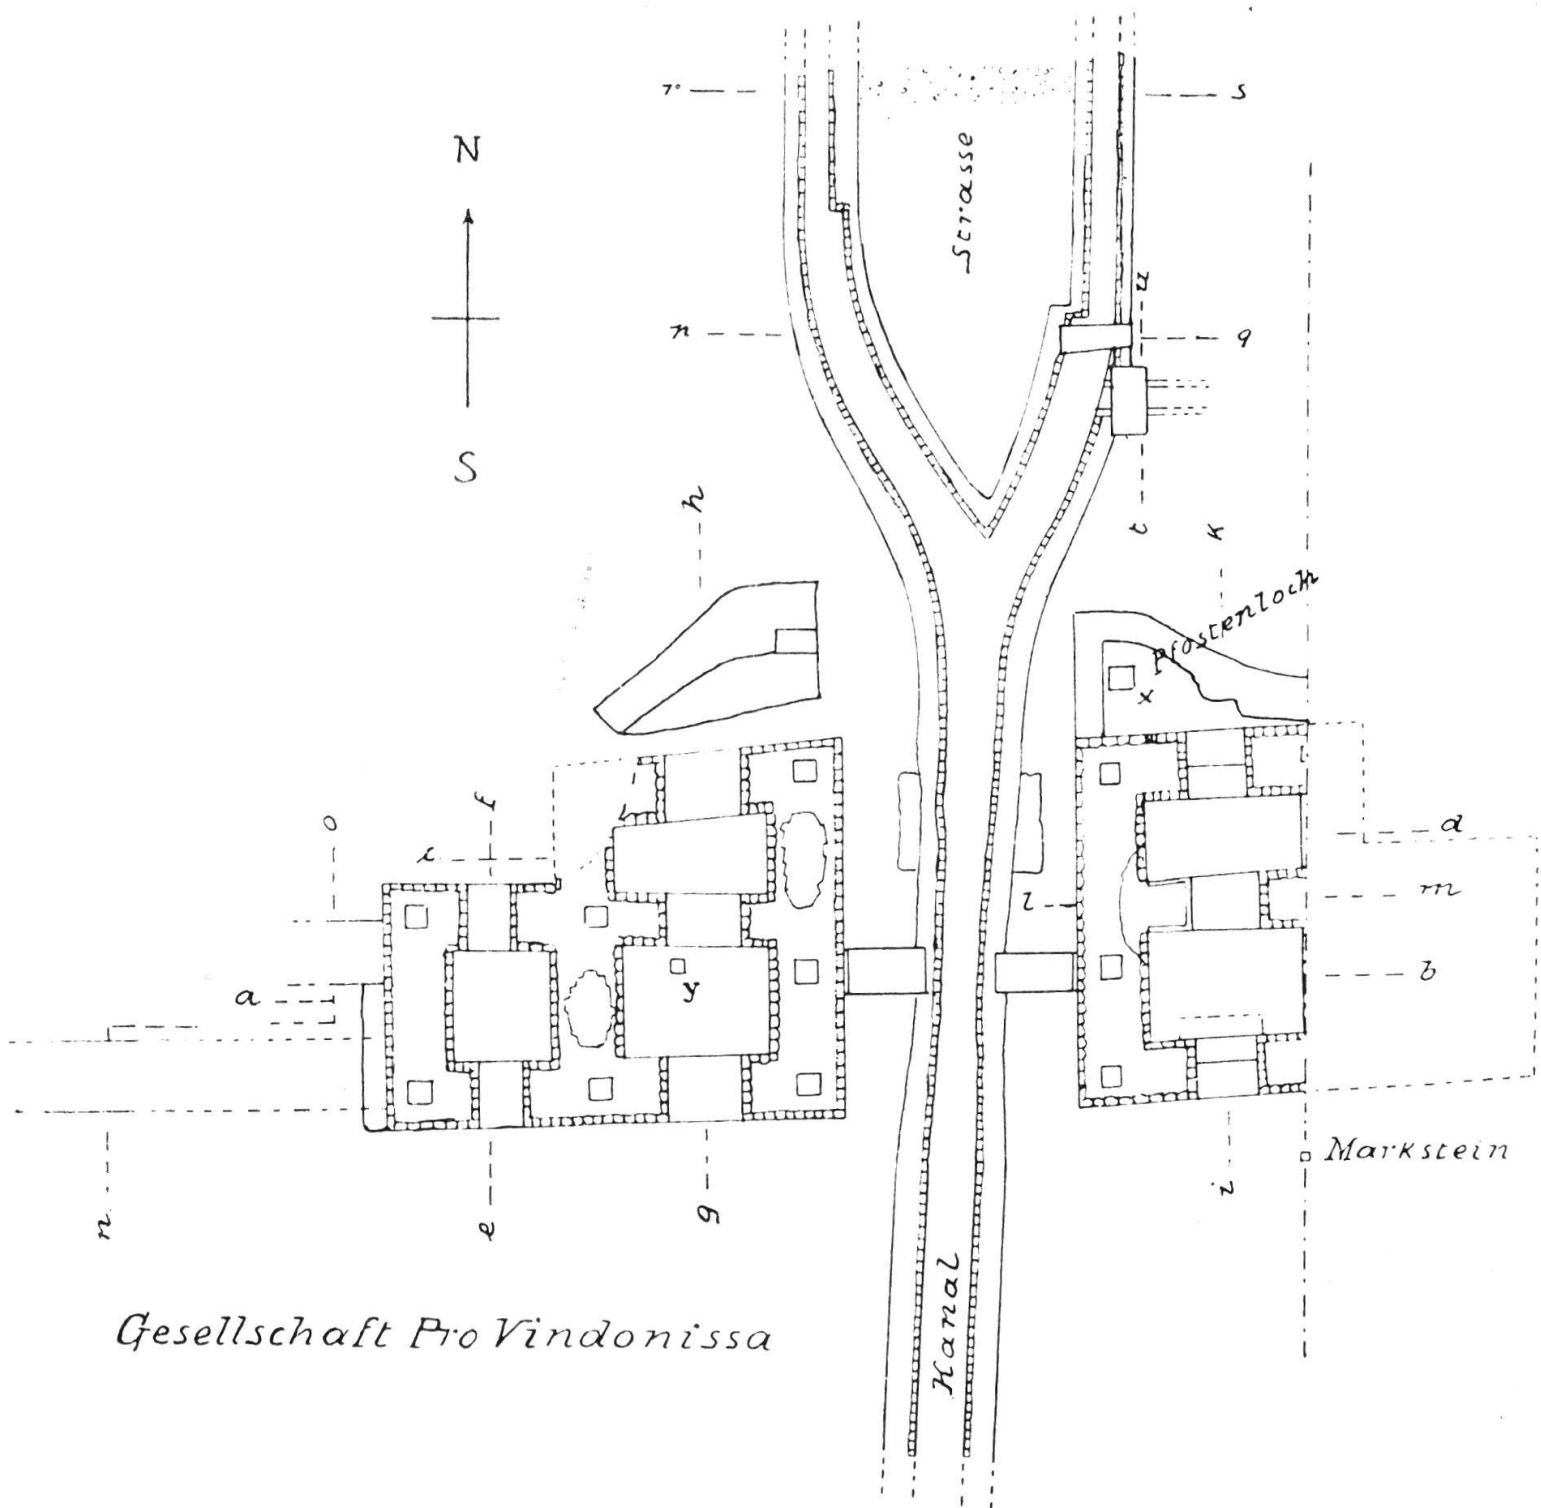 r
s
N
Strasse
u
n
q
S
h
t
k
Pfostenloch
x
o
f
c
d
l
m
a
y
b
n
e
g
i
Markstein
Gesellschaft Pro Vindonissa
Kanal